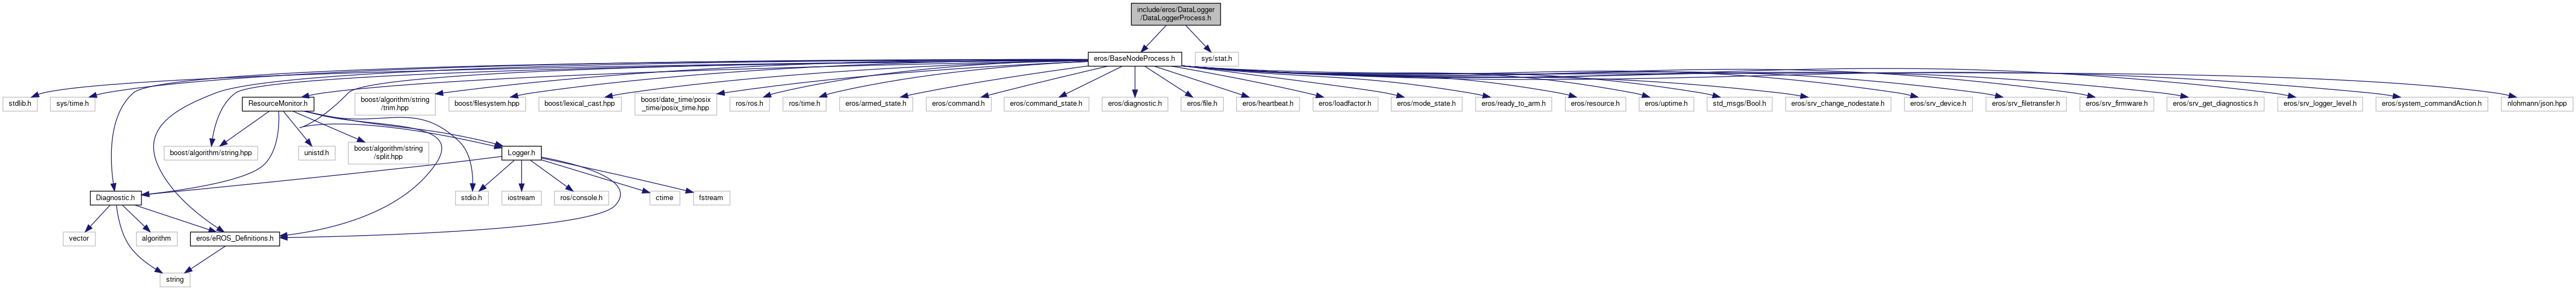 include/eros/DataLogger
/DataLoggerProcess.h
eros/BaseNodeProcess.h
sys/stat.h
stdlib.h
sys/time.h
ResourceMonitor.h
boost/algorithm/string
/trim.hpp
boost/filesystem.hpp
boost/lexical_cast.hpp
boost/date_time/posix
_time/posix_time.hpp
ros/ros.h
ros/time.h
eros/armed_state.h
eros/command.h
eros/command_state.h
eros/diagnostic.h
eros/file.h
eros/heartbeat.h
eros/loadfactor.h
eros/mode_state.h
eros/ready_to_arm.h
eros/resource.h
eros/uptime.h
std_msgs/Bool.h
eros/srv_change_nodestate.h
eros/srv_device.h
eros/srv_filetransfer.h
eros/srv_firmware.h
eros/srv_get_diagnostics.h
eros/srv_logger_level.h
eros/system_commandAction.h
nlohmann/json.hpp
boost/algorithm/string.hpp
unistd.h
boost/algorithm/string
/split.hpp
Logger.h
Diagnostic.h
stdio.h
iostream
ros/console.h
ctime
fstream
vector
algorithm
eros/eROS_Definitions.h
string